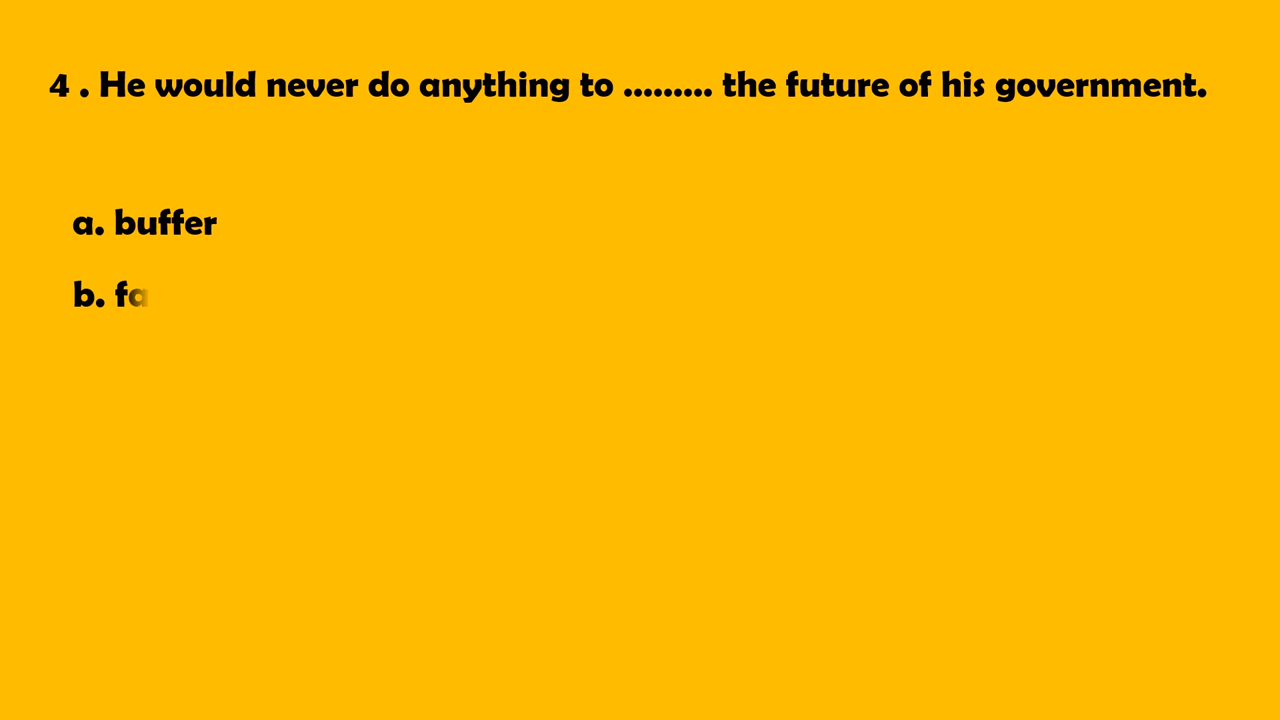 4 . He would never do anything to ......... the future of his government.
a. buffer
b. fa